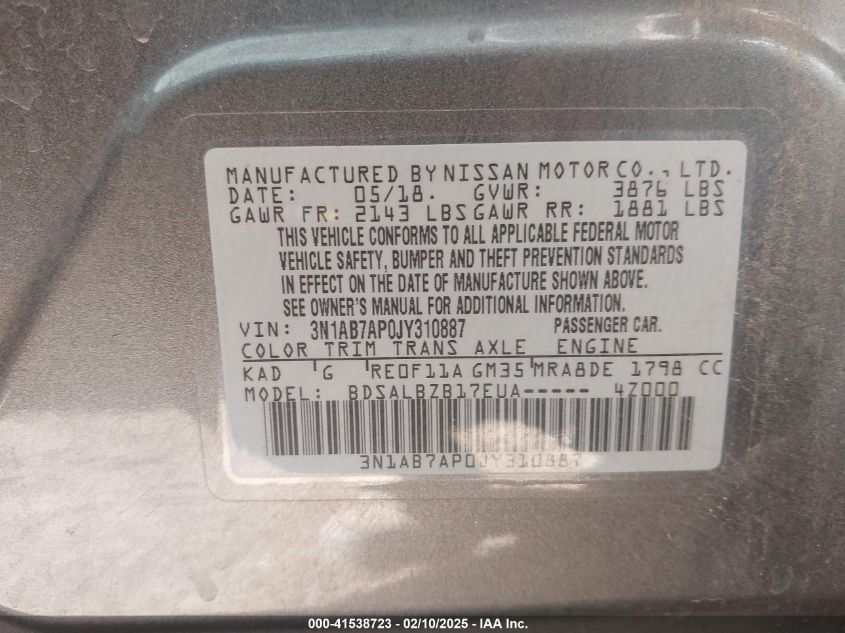 MANUFACTURED BY NISSAN MOTOR CO., LTD.
DATE: 05/18. GVWR: 3876 LBS
GAWR FR: 2143 LBS GAWR RR: 1881 LBS
THIS VEHICLE CONFORMS TO ALL APPLICABLE FEDERAL MOTOR
VEHICLE SAFETY, BUMPER AND THEFT PREVENTION STANDARDS
IN EFFECT ON THE DATE OF MANUFACTURE SHOWN ABOVE.
SEE OWNER'S MANUAL FOR ADDITIONAL INFORMATION.
VIN: 3N1AB7AP0JY310887 PASSENGER CAR.
COLOR TRIM TRANS AXLE ENGINE
KAD G RE0F11A GM35 MRA8DE 1798 CC
MODEL: BDSALBZB17EUA----- 4Z000
3N1AB7AP0JY310887
000-41538723 - 02/10/2025 - IAA Inc.